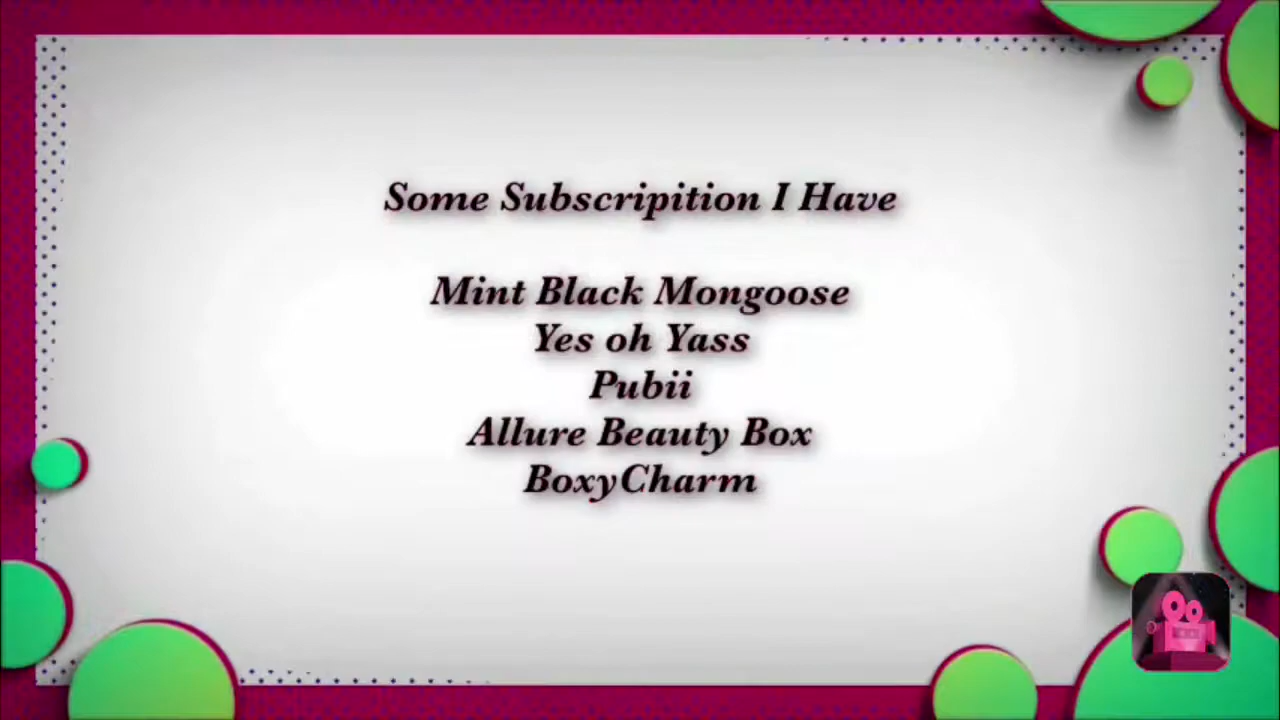 Some Subscripition I Have
Mint Black Mongoose
Yes oh Yass
Pubii
Allure Beauty Box
BoxyCharm